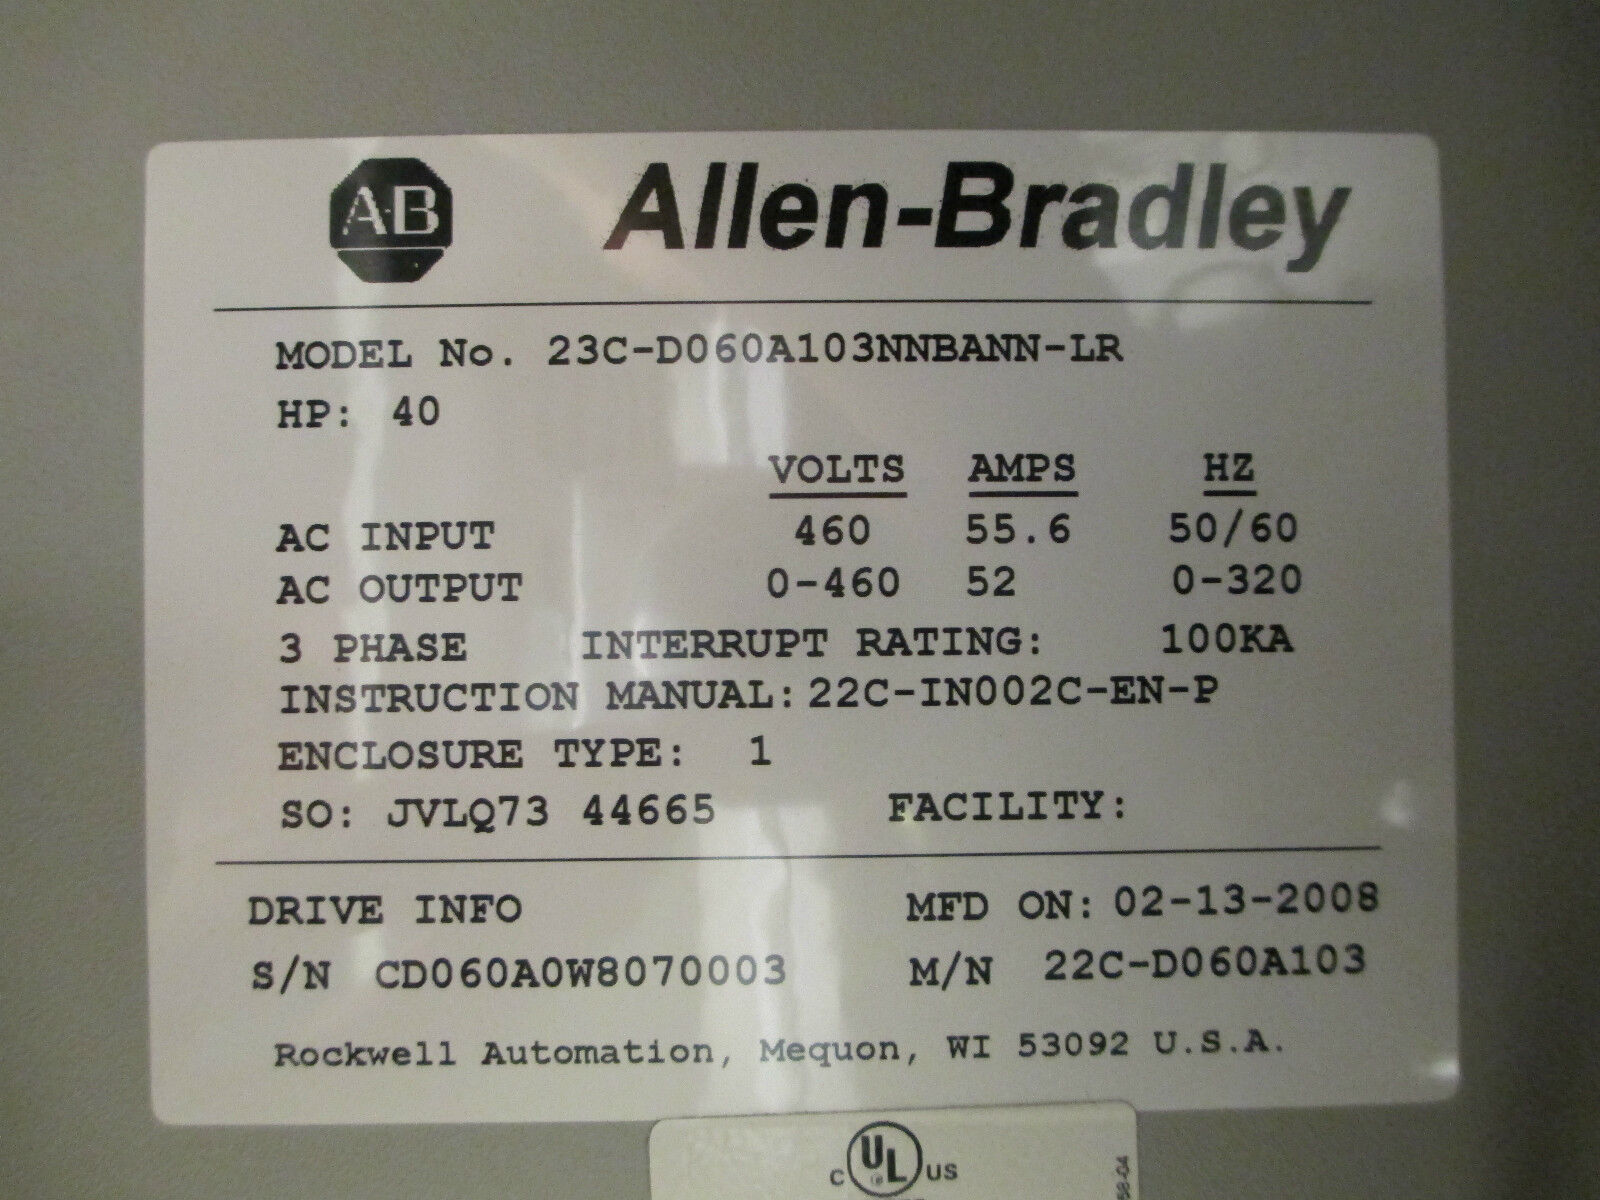 A-B Allen-Bradley
MODEL No. 23C-D060A103NNBANN-LR
HP: 40
VOLTS AMPS HZ
AC INPUT 460 55.6 50/60
AC OUTPUT 0-460 52 0-320
3 PHASE INTERRUPT RATING: 100KA
INSTRUCTION MANUAL: 22C-IN002C-EN-P
ENCLOSURE TYPE: 1
SO: JVLQ73 44665 FACILITY:
DRIVE INFO MFD ON: 02-13-2008
S/N CD060A0W8070003 M/N 22C-D060A103
Rockwell Automation, Mequon, WI 53092 U.S.A.
C UL ® US